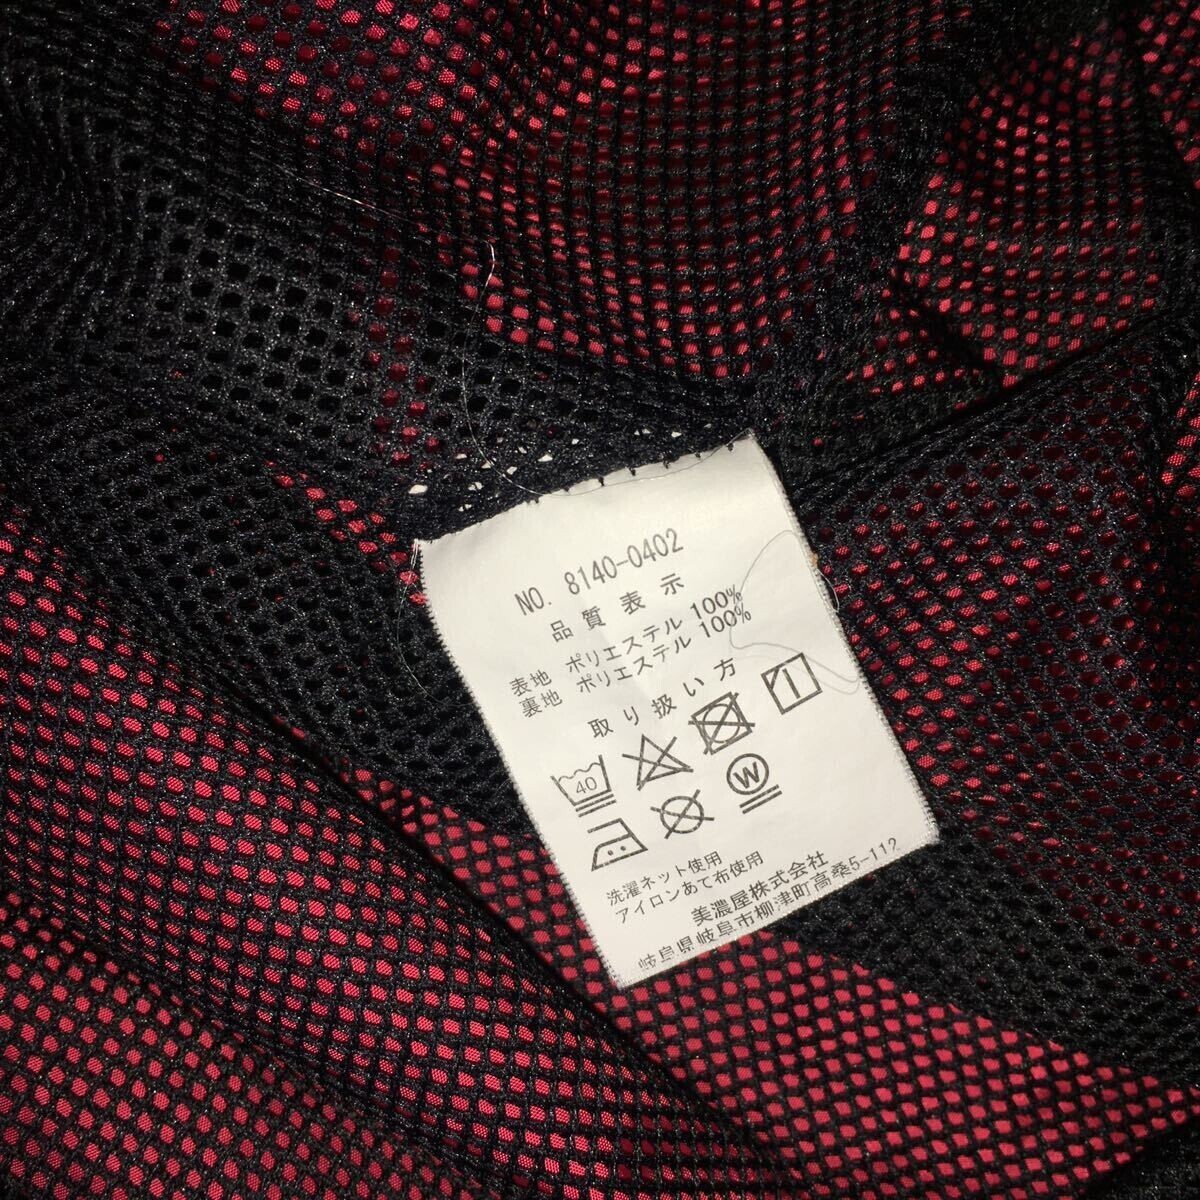 NO. 8140-0402
品質表示
表地 ポリエステル 100%
裏地 ポリエステル 100%
取り扱い方
40
W
洗濯ネット使用
アイロンあて布使用
美濃屋株式会社
岐阜県岐阜市柳津町高桑5-112